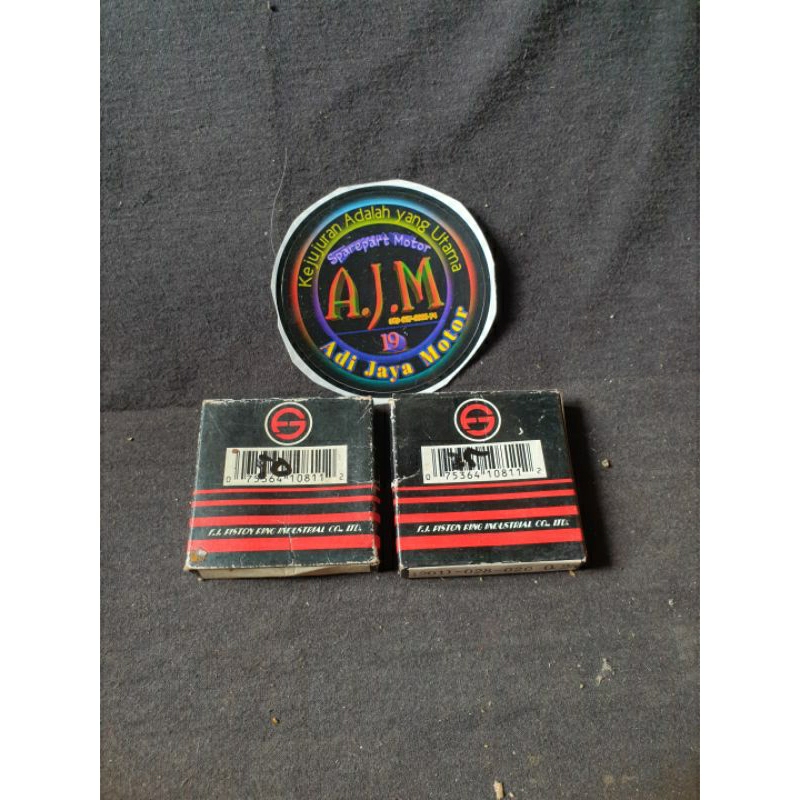 Kejujuran Adalah yang Utama
Sparepart Motor
A.J.M
19
Adi Jaya Motor
50
0 75364 10811 2
F.J. PISTON RING INDUSTRIAL CO., LTD.
25
0 75364 10811 2
F.J. PISTON RING INDUSTRIAL CO., LTD.